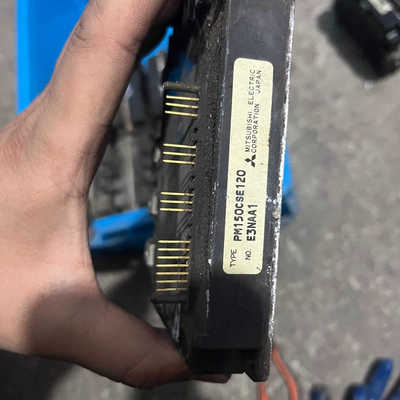 MITSUBISHI ELECTRIC
CORPORATION JAPAN
TYPE PM150CSE120
NO. E3NAA1